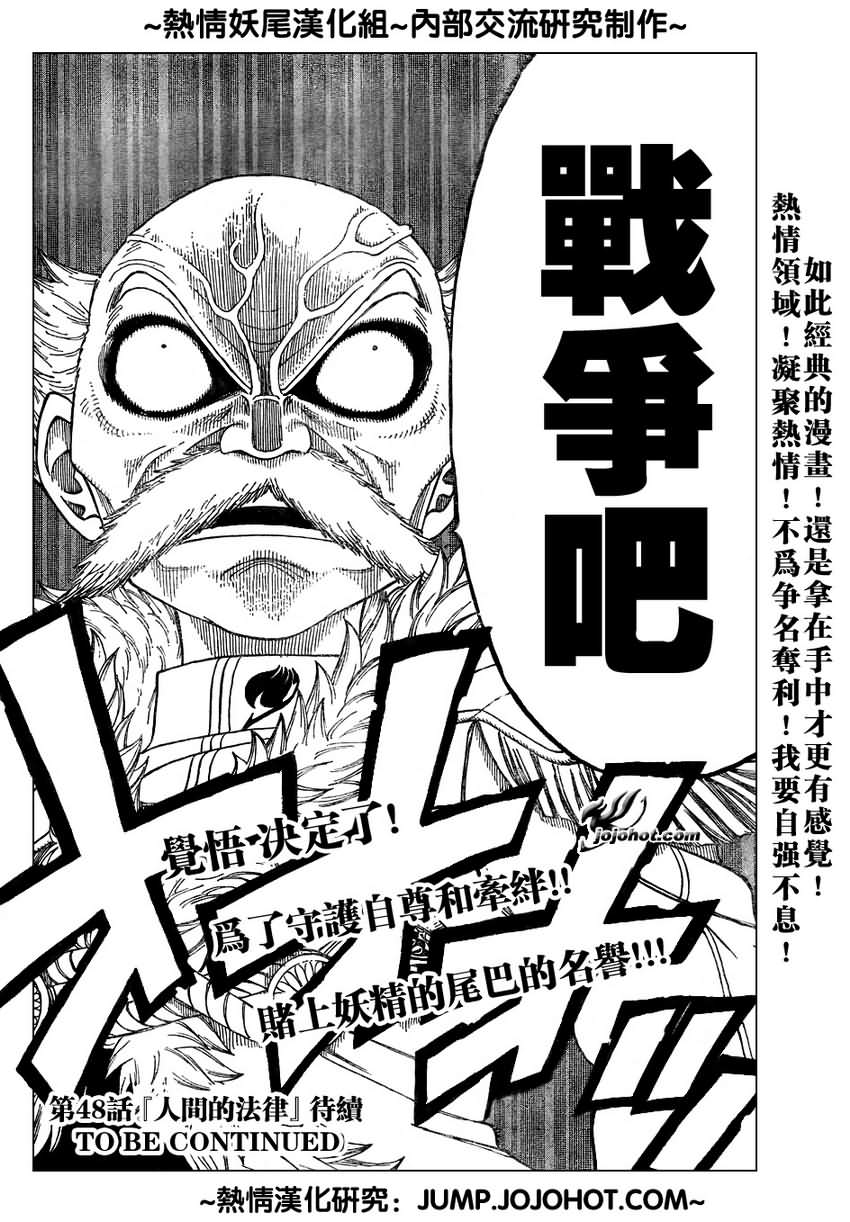 ~熱情妖尾漢化組~內部交流研究制作~
戰爭吧
如此經典的漫畫！還是拿在手中才更有感覺！
熱情領域！凝聚熱情！不爲争名奪利！我要自强不息！
jojohot.com
覺悟·決定了!
爲了守護自尊和牽絆!!
賭上妖精的尾巴的名譽!!!
第48話『人間的法律』待續
TO BE CONTINUED
~熱情漢化研究：JUMP.JOJOHOT.COM~